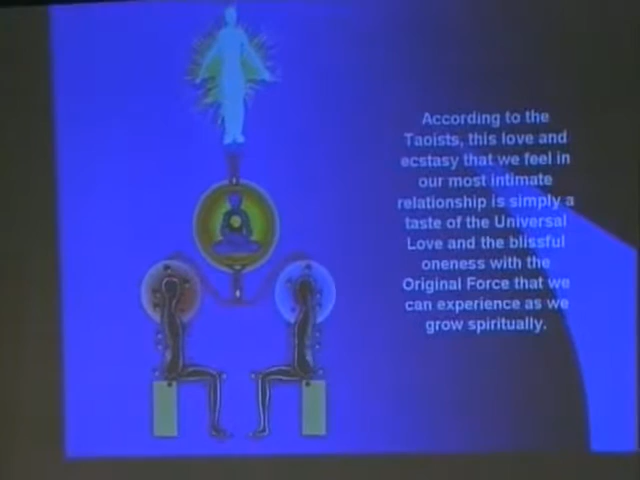 According to the
Taoists, this love and
ecstasy that we feel in
our most intimate
relationship is simply a
taste of the Universal
Love and the blissful
oneness with the
Original Force that we
can experience as we
grow spiritually.